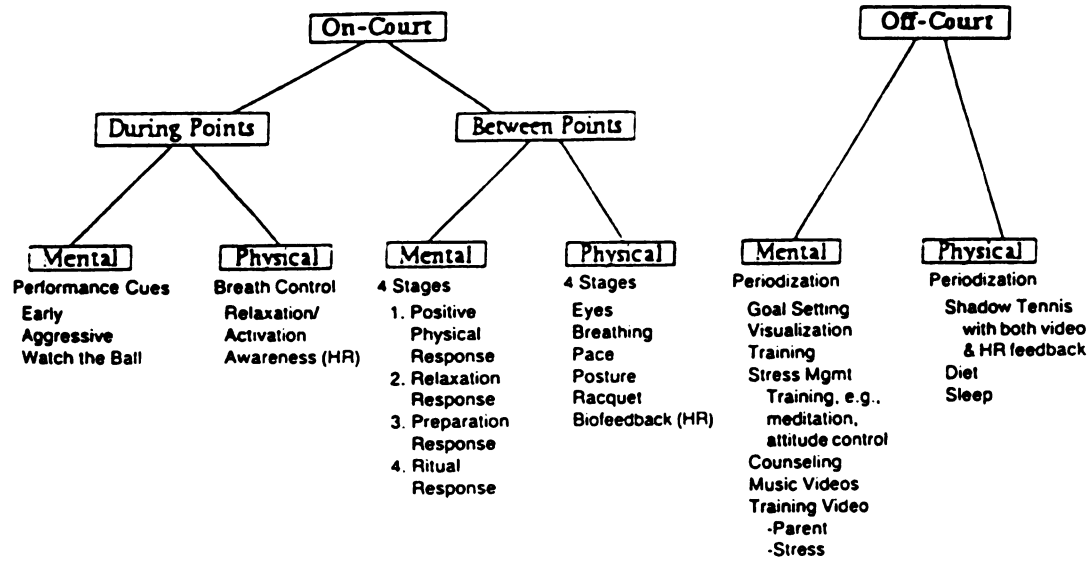 On-Court
Off-Court
During Points
Between Points
Mental
Performance Cues
Early
Aggressive
Watch the Ball
Physical
Breath Control
Relaxation/
Activation
Awareness (HR)
Mental
4 Stages
1. Positive
Physical
Response
2. Relaxation
Response
3. Preparation
Response
4. Ritual
Response
Physical
4 Stages
Eyes
Breathing
Pace
Posture
Racquet
Biofeedback (HR)
Mental
Periodization
Goal Setting
Visualization
Training
Stress Mgmt
Training, e.g.,
meditation,
attitude control
Counseling
Music Videos
Training Video
-Parent
-Stress
Physical
Periodization
Shadow Tennis
with both video
& HR feedback
Diet
Sleep